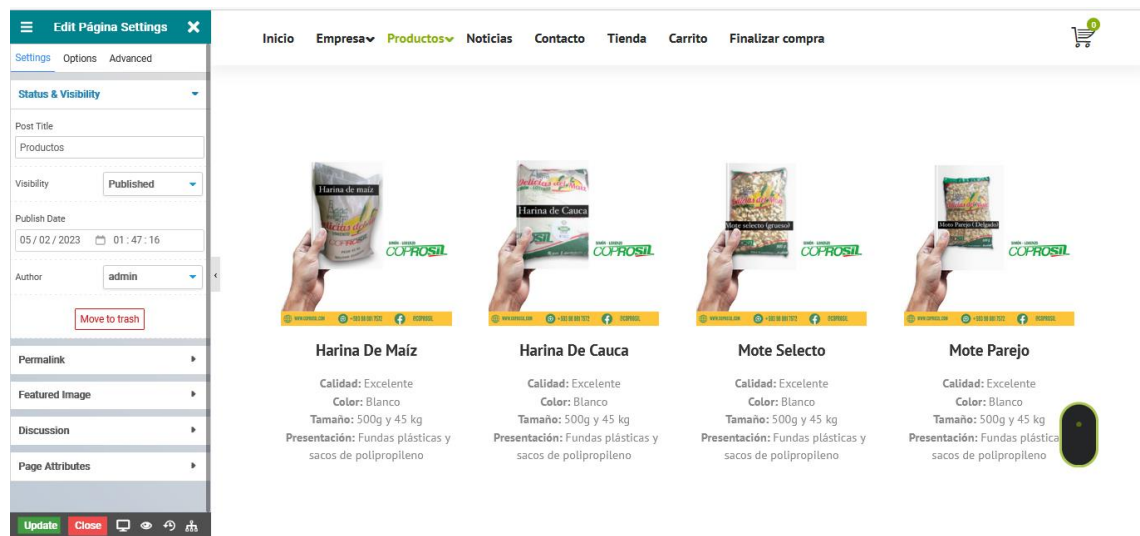 Edit Página Settings
Settings Options Advanced
Status & Visibility
Post Title
Productos
Visibility Published
Publish Date
05 / 02 / 2023 01 : 47 : 16
Author admin
Move to trash
Permalink
Featured Image
Discussion
Page Attributes
Update Close
Inicio Empresa Productos Noticias Contacto Tienda Carrito Finalizar compra 0
Harina de maíz
COPROSIL
Harina de Cauca
COPROSIL
Mote selecto (grueso)
COPROSIL
Mote Parejo ( Delgado)
COPROSIL
Harina De Maíz
Calidad: Excelente
Color: Blanco
Tamaño: 500g y 45 kg
Presentación: Fundas plásticas y
sacos de polipropileno
Harina De Cauca
Calidad: Excelente
Color: Blanco
Tamaño: 500g y 45 kg
Presentación: Fundas plásticas y
sacos de polipropileno
Mote Selecto
Calidad: Excelente
Color: Blanco
Tamaño: 500g y 45 kg
Presentación: Fundas plásticas y
sacos de polipropileno
Mote Parejo
Calidad: Excelente
Color: Blanco
Tamaño: 500g y 45 kg
Presentación: Fundas plástica
sacos de polipropileno